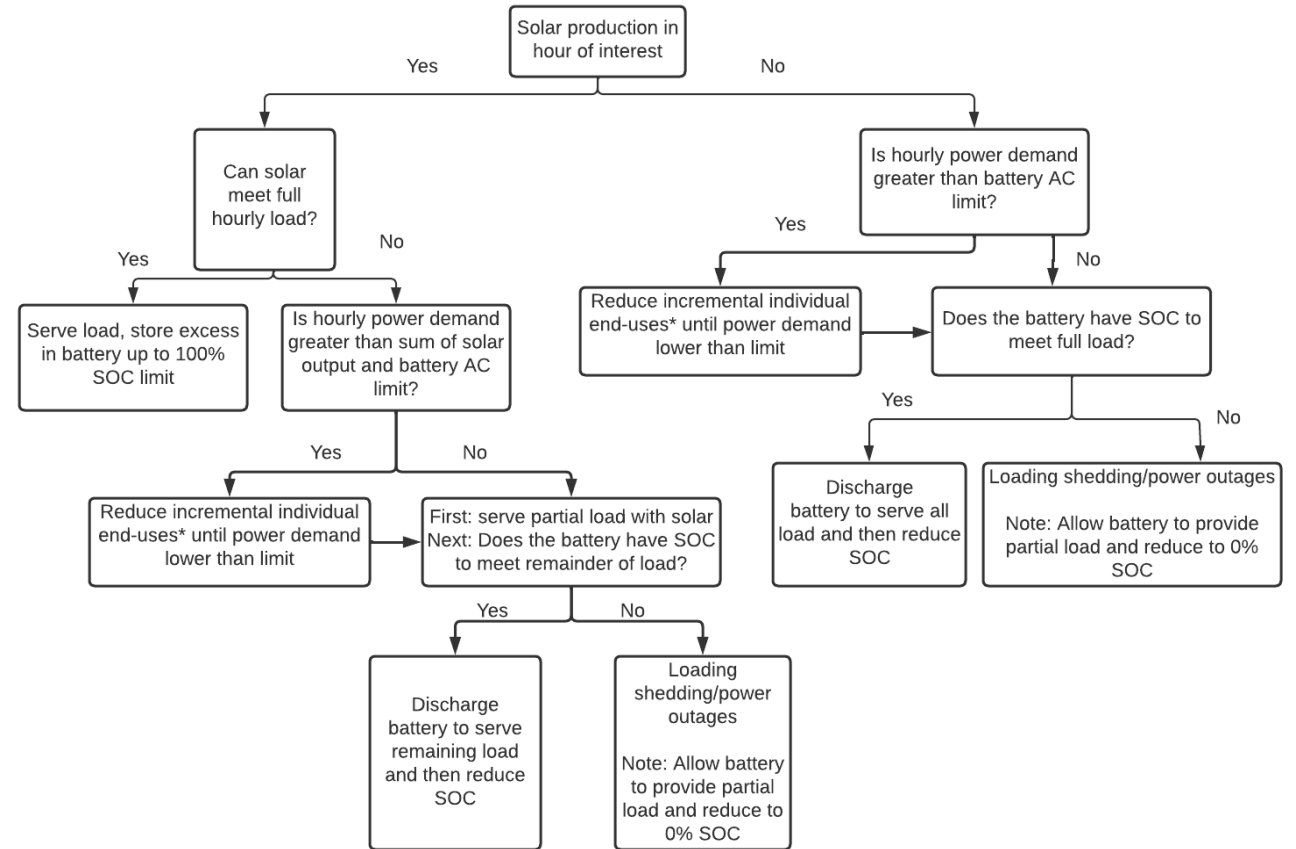 Solar production in
hour of interest
Yes
No
Can solar
meet full
hourly load?
Is hourly power demand
greater than battery AC
limit?
Yes
No
Yes
No
Serve load, store excess
in battery up to 100%
SOC limit
Is hourly power demand
greater than sum of solar
output and battery AC
limit?
Reduce incremental individual
end-uses* until power demand
lower than limit
Does the battery have SOC to
meet full load?
Yes
No
Yes
No
Reduce incremental individual
end-uses* until power demand
lower than limit
First: serve partial load with solar
Next: Does the battery have SOC
to meet remainder of load?
Discharge
battery to serve all
load and then reduce
SOC
Loading shedding/power outages
Note: Allow battery to provide
partial load and reduce to 0%
SOC
Yes
No
Discharge
battery to serve
remaining load
and then reduce
SOC
Loading
shedding/power
outages
Note: Allow battery
to provide partial
load and reduce to
0% SOC